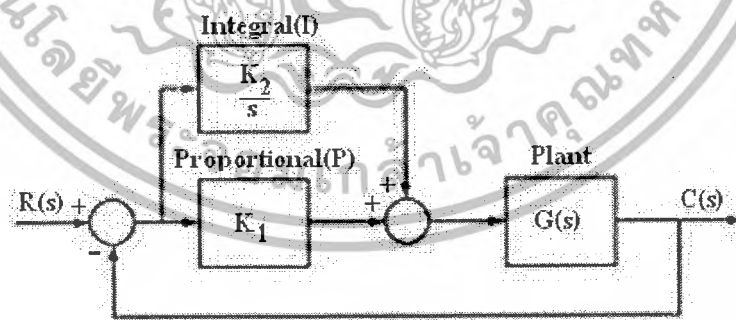 Integral(I)
K2
s
Proportional(P)
K1
Plant
G(s)
R(s)
+
-
+
+
C(s)